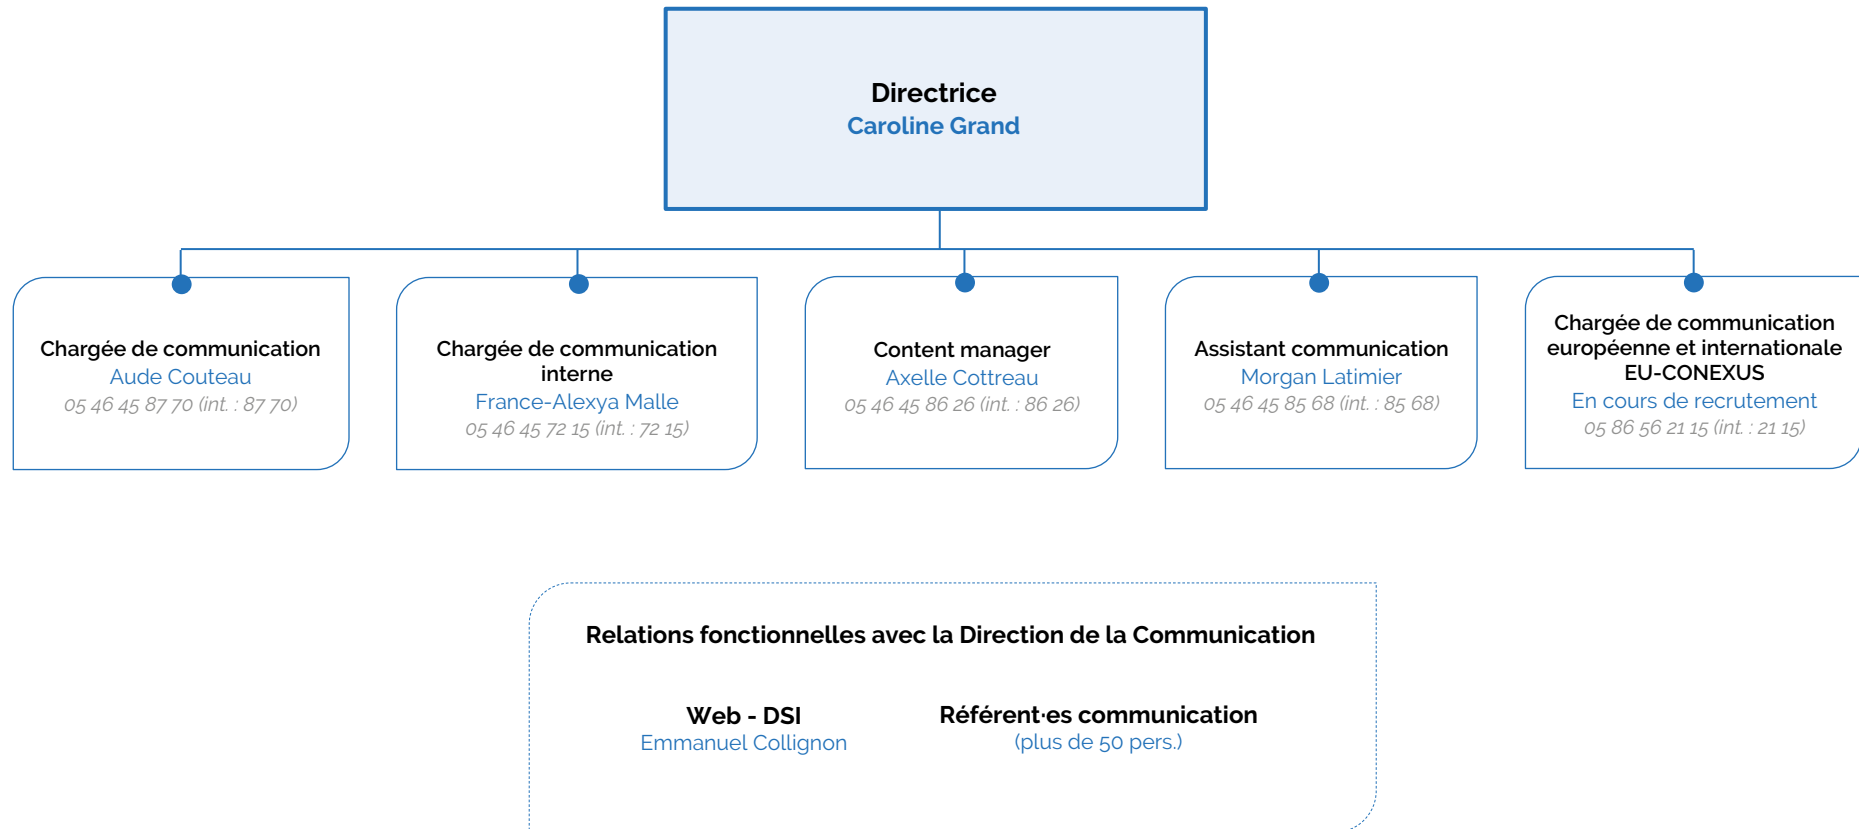 Directrice
Caroline Grand
Chargée de communication
Aude Couteau
05 46 45 87 70 (int. : 87 70)
Chargée de communication
interne
France-Alexya Malle
05 46 45 72 15 (int. : 72 15)
Content manager
Axelle Cottreau
05 46 45 86 26 (int. : 86 26)
Assistant communication
Morgan Latimier
05 46 45 85 68 (int. : 85 68)
Chargée de communication
européenne et internationale
EU-CONEXUS
En cours de recrutement
05 86 56 21 15 (int. : 21 15)
Relations fonctionnelles avec la Direction de la Communication
Web - DSI
Emmanuel Collignon
Référent·es communication
(plus de 50 pers.)